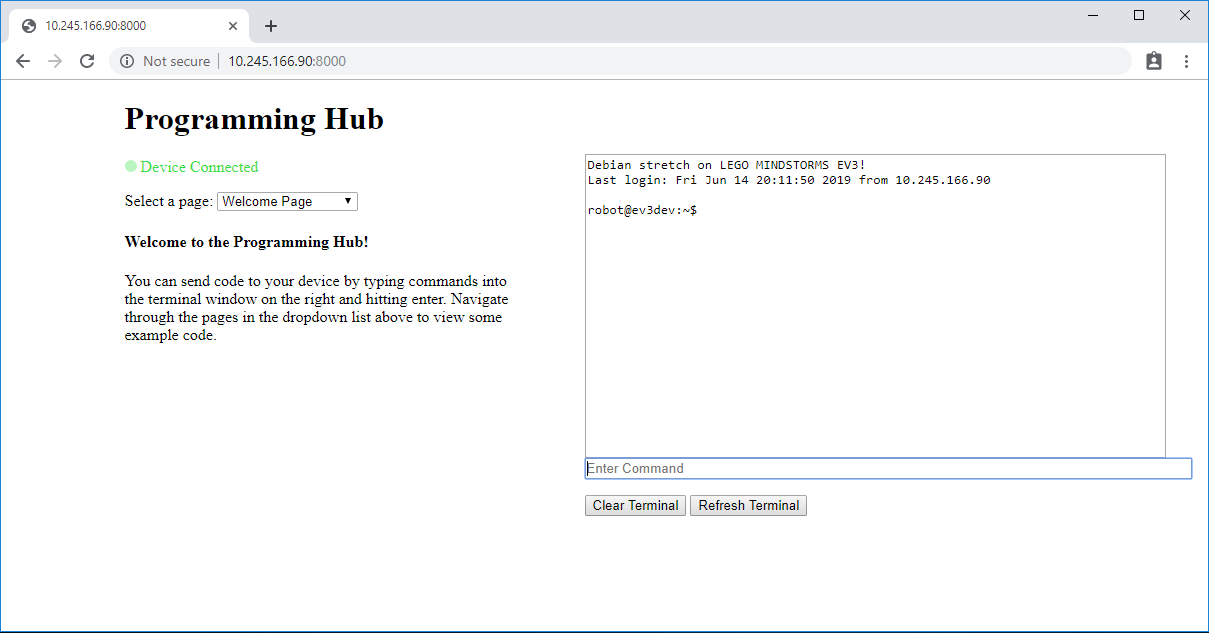 10.245.166.90:8000
Not secure
10.245.166.90:8000
Programming Hub
Device Connected
Select a page: Welcome Page
Welcome to the Programming Hub!
You can send code to your device by typing commands into
the terminal window on the right and hitting enter. Navigate
through the pages in the dropdown list above to view some
example code.
Debian stretch on LEGO MINDSTORMS EV3!
Last login: Fri Jun 14 20:11:50 2019 from 10.245.166.90
robot@ev3dev:~$
Enter Command
Clear Terminal
Refresh Terminal